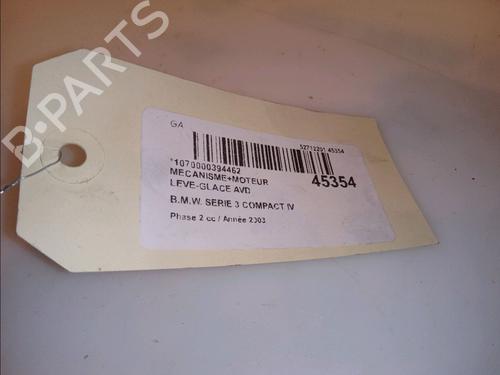 B-PARTS
GA
52712201 45354
*1070000394462
45354
MECANISME+MOTEUR
LEVE-GLACE AVD
B.M.W. SERIE 3 COMPACT IV
Phase 2 cc / Année 2003